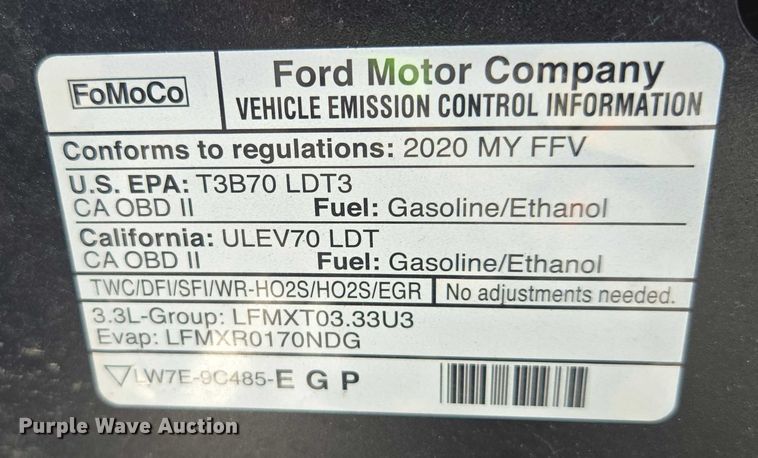 FoMoCo
Ford Motor Company
VEHICLE EMISSION CONTROL INFORMATION
Conforms to regulations: 2020 MY FFV
U.S. EPA: T3B70 LDT3
CA OBD II Fuel: Gasoline/Ethanol
California: ULEV70 LDT
CA OBD II Fuel: Gasoline/Ethanol
TWC/DFI/SFI/WR-HO2S/HO2S/EGR No adjustments needed.
3.3L-Group: LFMXT03.33U3
Evap: LFMXR0170NDG
LW7E-9C485-E G P
Purple Wave Auction